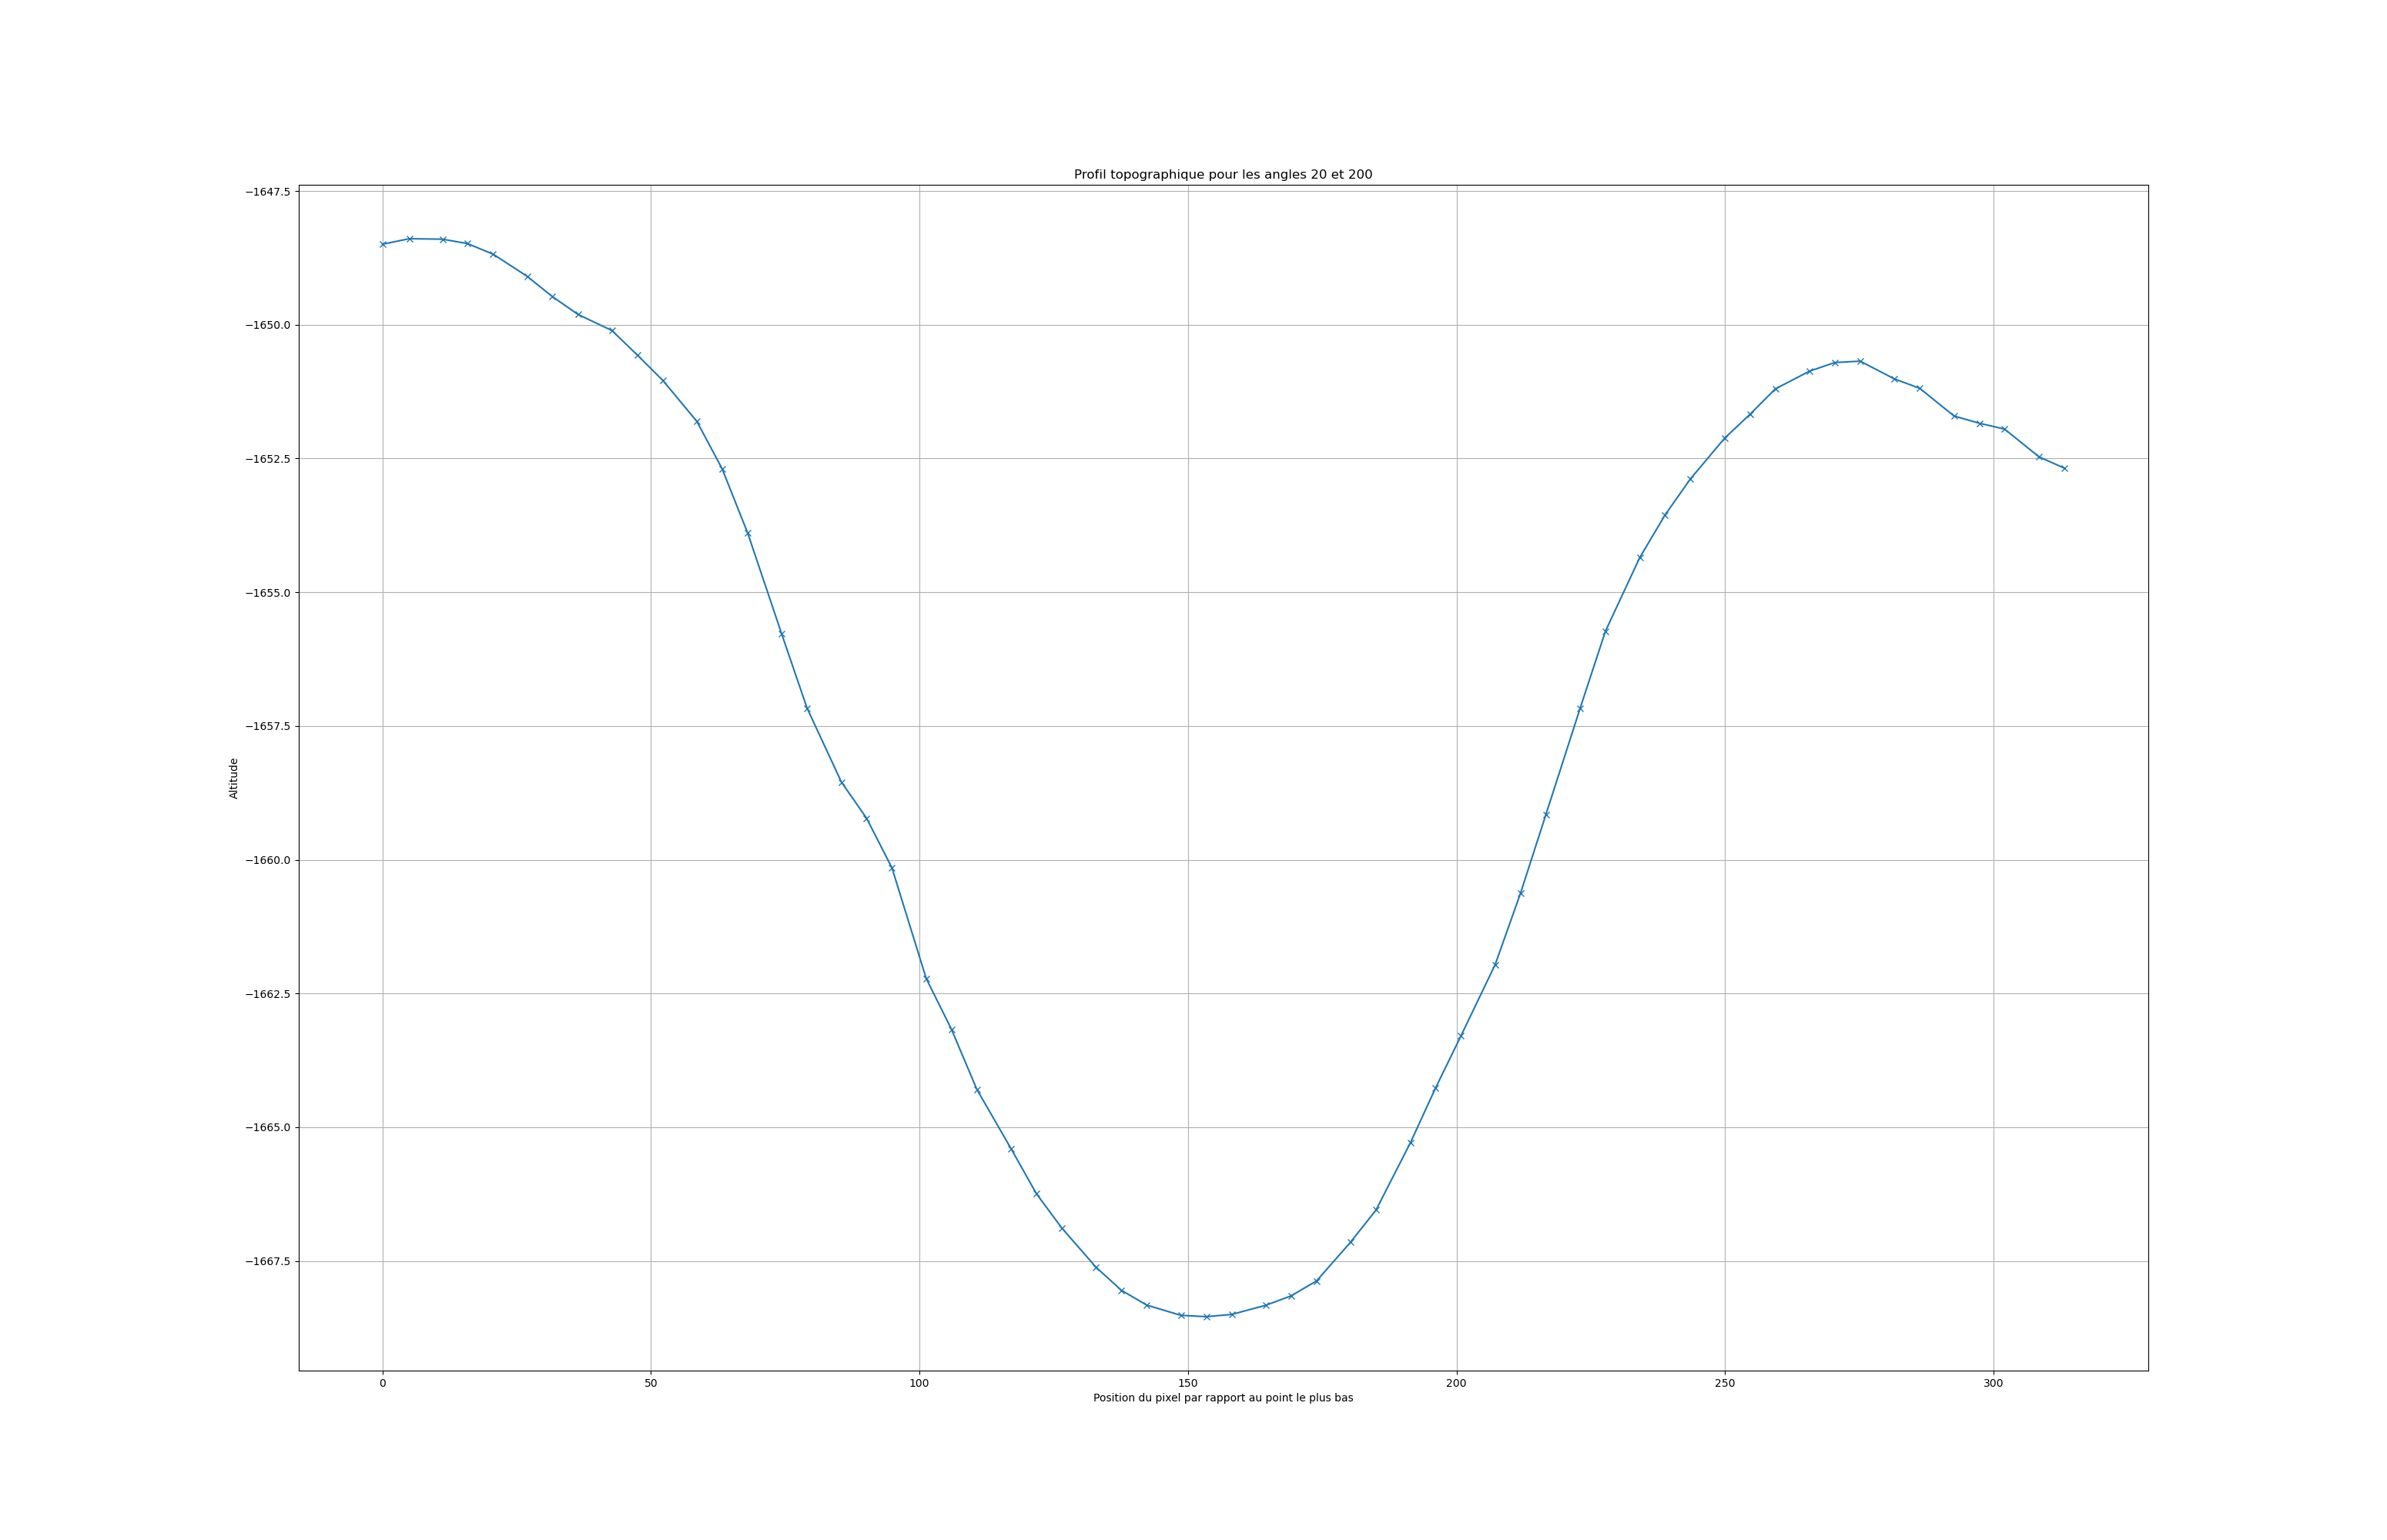 Profil topographique pour les angles 20 et 200
−1647.5
−1650.0
−1652.5
−1655.0
−1657.5
−1660.0
−1662.5
−1665.0
−1667.5
Altitude
0 50 100 150 200 250 300
Position du pixel par rapport au point le plus bas